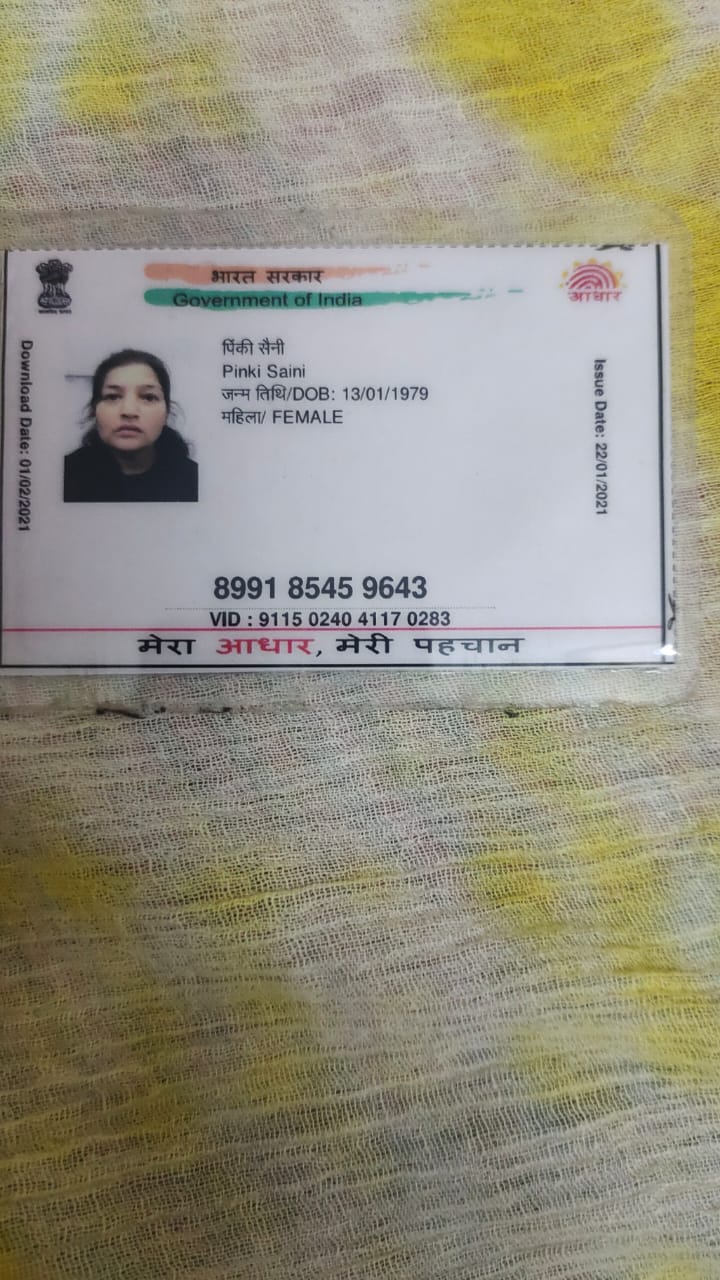 भारत सरकार
Government of India
आधार
Download Date: 01/02/2021
Issue Date: 22/01/2021
पिंकी सैनी
Pinki Saini
जन्म तिथि/DOB: 13/01/1979
महिला/ FEMALE
8991 8545 9643
VID : 9115 0240 4117 0283
मेरा आधार, मेरी पहचान